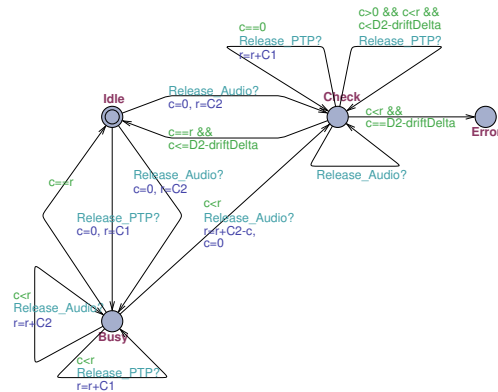 c==0
Release_PTP?
r=r+C1
c>0 && c<r &&
c<D2-driftDelta
Release_PTP?
Idle
Release_Audio?
c=0, r=C2
Check
c<r &&
c==D2-driftDelta
Error
c==r &&
c<=D2-driftDelta
c==r
Release_Audio?
c=0, r=C2
Release_Audio?
Release_PTP?
c=0, r=C1
c<r
Release_Audio?
r=r+C2-c,
c=0
c<r
Release_Audio?
r=r+C2
Busy
c<r
Release_PTP?
r=r+C1